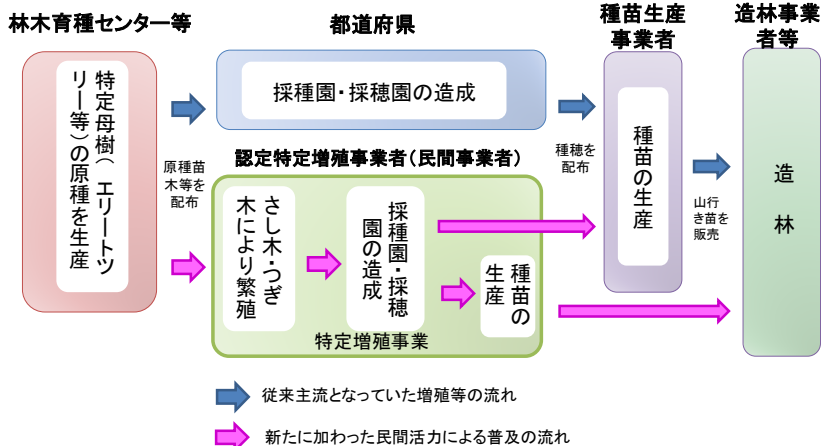 林木育種センター等
都道府県
種苗生産
事業者
造林事業
者等
特定母樹( エリートツ
リー等)の原種を生産
原種苗
木等を
配布
採種園・採穂園の造成
種穂を
配布
認定特定増殖事業者(民間事業者)
さし木・つぎ
木により繁殖
採種園・採穂
園の造成
種苗の
生産
特定増殖事業
種苗の生産
山行
き苗を
販売
造 林
従来主流となっていた増殖等の流れ
新たに加わった民間活力による普及の流れ